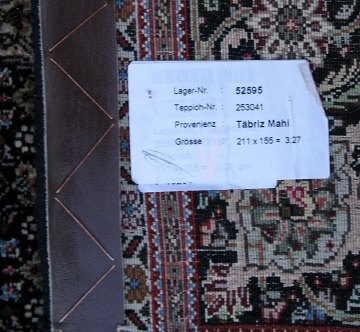 Lager-Nr. : 52595
Teppich-Nr. : 253041
Provenienz : Täbriz Mahi
Grösse : 211 x 155 = 3,27